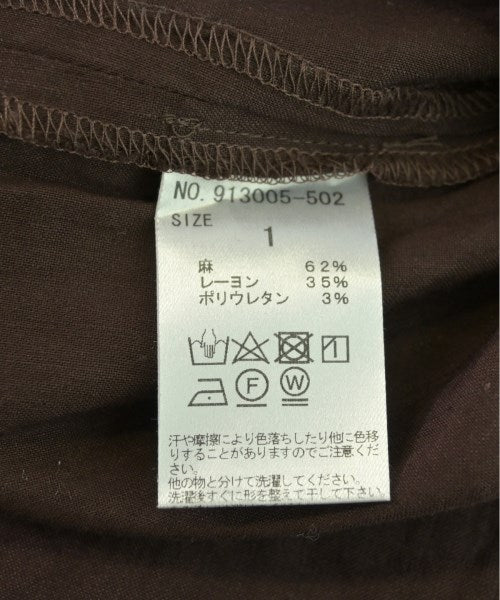 NO. 913005-502
SIZE
1
麻 62%
レーヨン 35%
ポリウレタン 3%
F W
汗や摩擦により色落ちしたり他に色移
りすることがありますのでご注意くだ
さい。
他の物と分けて洗濯してください。
洗濯後すぐに形を整えて干して下さい。